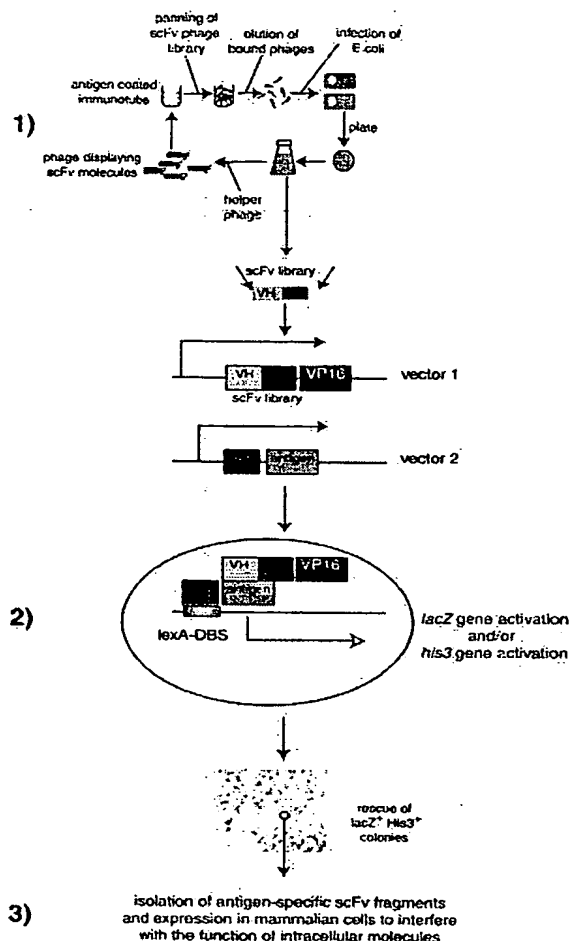 panning of
scFv phage
library
elution of
bound phages
infection of
E.coli
antigen coated
immunotube
1)
plate
phage displaying
scFv molecules
helper
phage
scFv library
VH
VH
VP16
vector 1
scFv library
antigen
vector 2
VH
VP16
antigen
2)
lexA-DBS
lacZ gene activation
and/or
his3 gene activation
rescue of
lacZ+ His3+
colonies
3)
isolation of antigen-specific scFv fragments
and expression in mammalian cells to interfere
with the function of intracellular molecules